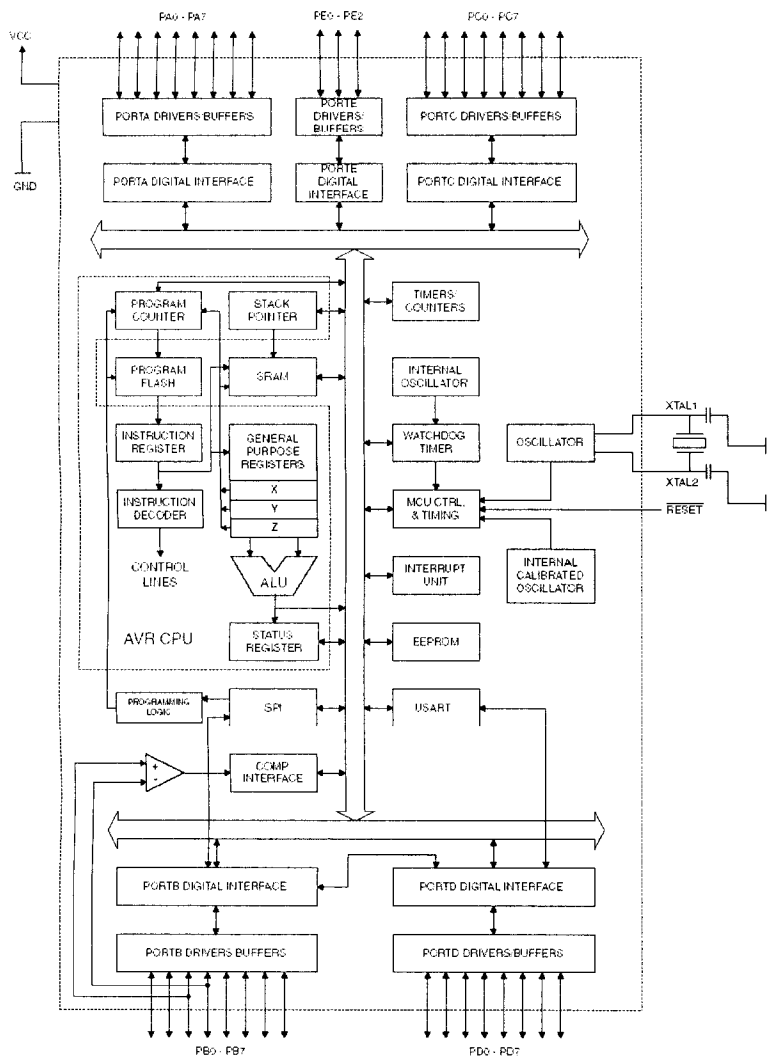 PA0 - PA7
PE0 - PE2
PC0 - PC7
VCC
GND
PORTA DRIVERS BUFFERS
PORTE
DRIVERS/
BUFFERS
PORTC DRIVERS BUFFERS
PORTA DIGITAL INTERFACE
PORTE
DIGITAL
INTERFACE
PORTC DIGITAL INTERFACE
PROGRAM
COUNTER
STACK
POINTER
TIMERS/
COUNTERS
PROGRAM
FLASH
SRAM
INTERNAL
OSCILLATOR
INSTRUCTION
REGISTER
GENERAL
PURPOSE
REGISTERS
WATCHDOG
TIMER
OSCILLATOR
XTAL1
XTAL2
X
Y
Z
INSTRUCTION
DECODER
MCU CTRL.
& TIMING
RESET
CONTROL
LINES
ALU
INTERRUPT
UNIT
INTERNAL
CALIBRATED
OSCILLATOR
AVR CPU
STATUS
REGISTER
EEPROM
PROGRAMMING
LOGIC
SPI
USART
+
-
COMP
INTERFACE
PORTB DIGITAL INTERFACE
PORTD DIGITAL INTERFACE
PORTB DRIVERS BUFFERS
PORTD DRIVERS/BUFFERS
PB0 - PB7
PD0 - PD7